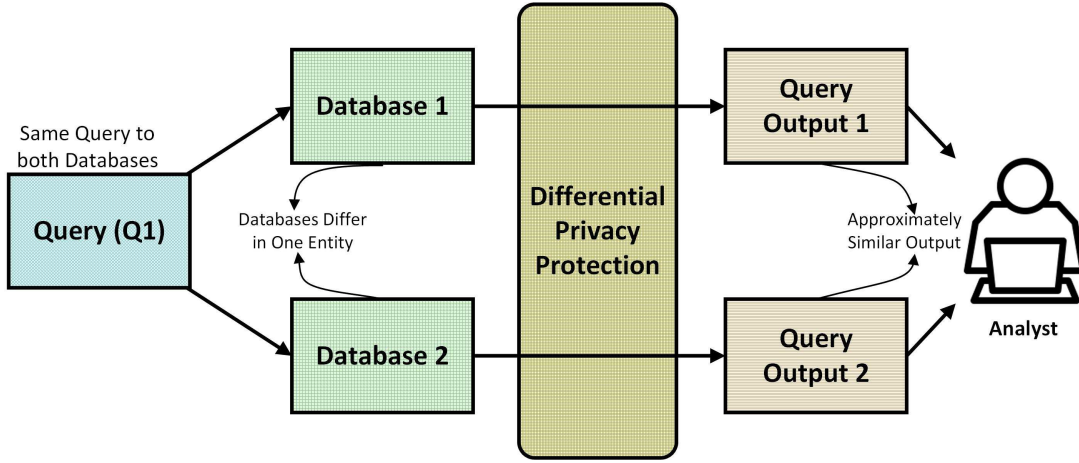 Same Query to
both Databases
Query (Q1)
Database 1
Databases Differ
in One Entity
Database 2
Differential
Privacy
Protection
Query
Output 1
Approximately
Similar Output
Query
Output 2
Analyst